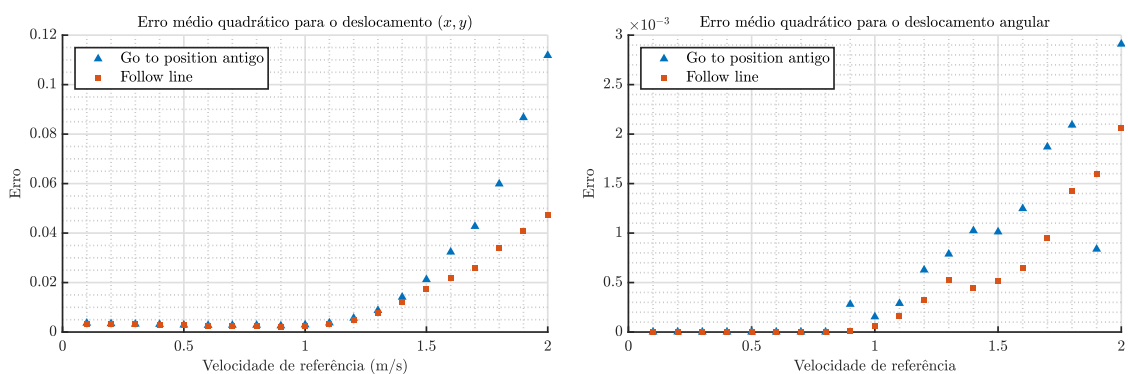 Erro médio quadrático para o deslocamento (x, y)
0.12
0.1
0.08
0.06
0.04
0.02
0
Erro
Go to position antigo
Follow line
0
0.5
1
1.5
2
Velocidade de referência (m/s)
Erro médio quadrático para o deslocamento angular
×10⁻³
3
2.5
2
1.5
1
0.5
0
Erro
Go to position antigo
Follow line
0
0.5
1
1.5
2
Velocidade de referência